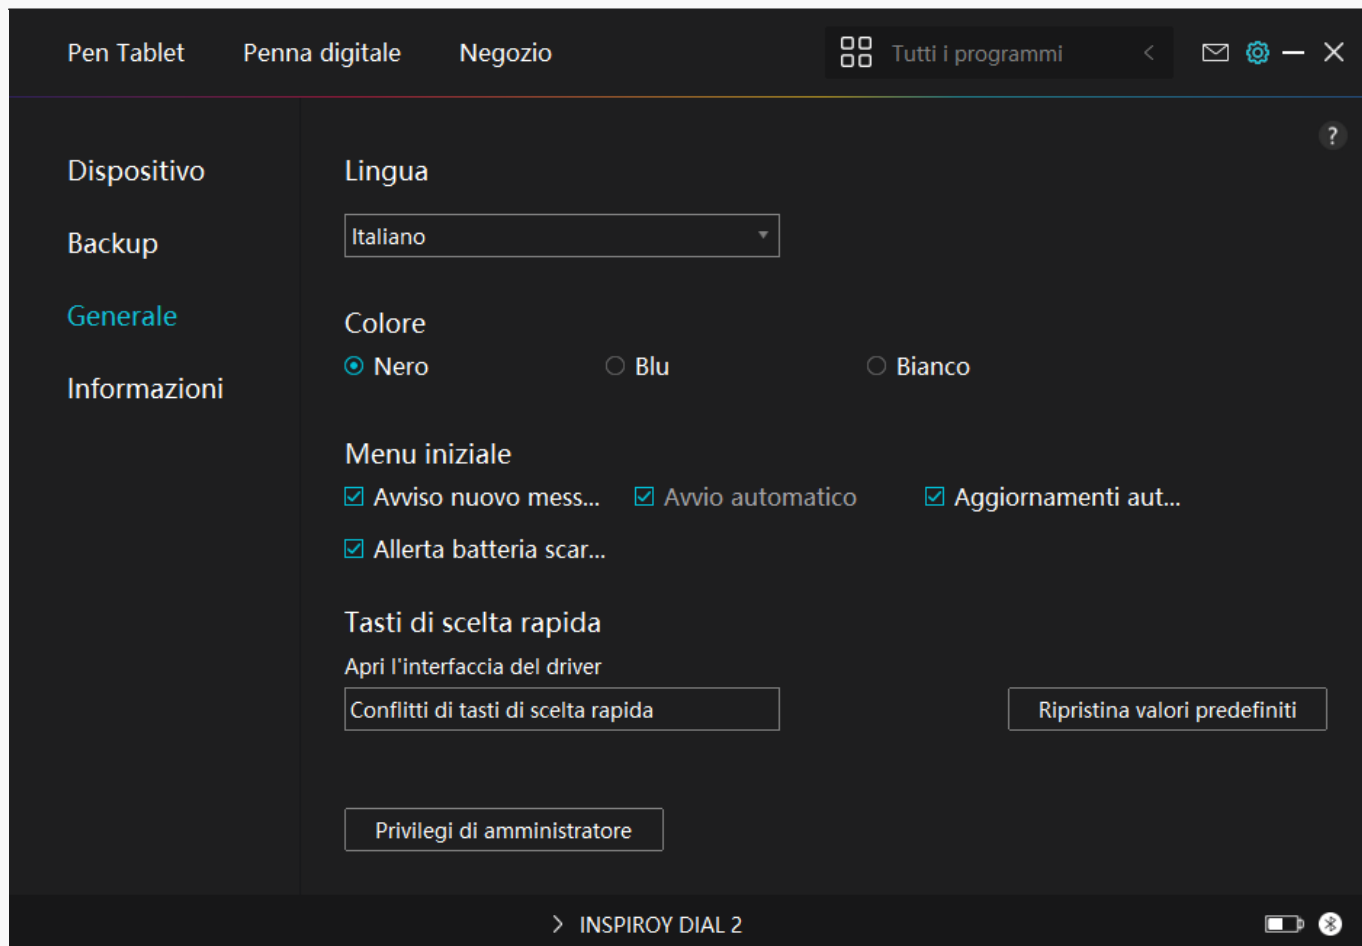 Pen Tablet Penna digitale Negozio Tutti i programmi
?
Dispositivo
Backup
Generale
Informazioni
Lingua
Italiano
Colore
Nero Blu Bianco
Menu iniziale
Avviso nuovo mess... Avvio automatico Aggiornamenti aut...
Allerta batteria scar...
Tasti di scelta rapida
Apri l'interfaccia del driver
Conflitti di tasti di scelta rapida Ripristina valori predefiniti
Privilegi di amministratore
INSPIROY DIAL 2